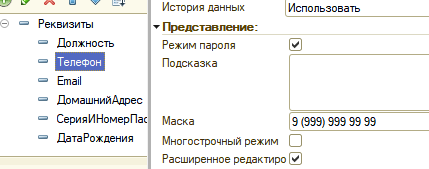 История данных
Использовать
Реквизиты
Должность
Телефон
Email
ДомашнийАдрес
СерияИНомерПас
ДатаРождения
Представление:
Режим пароля
Подсказка
Маска
9 (999) 999 99 99
Многострочный режим
Расширенное редактиро